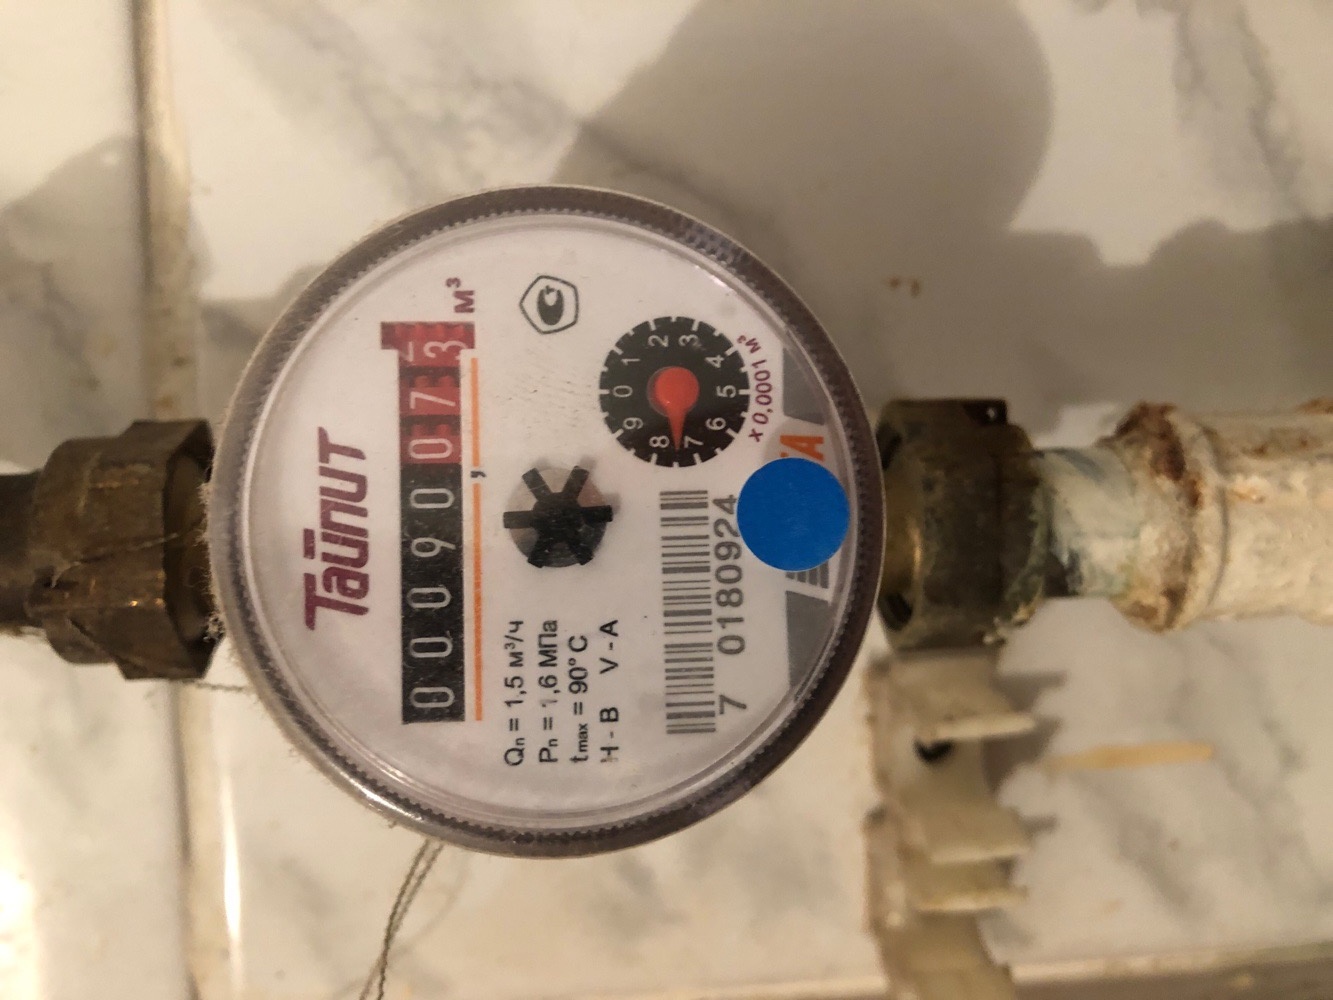 Тайпит
00090073 м³
0 1 2 3 4 5 6 7 8 9
x 0,0001 м³
Qn = 1,5 м³/ч
Pn = 1,6 МПа
tmax = 90° C
H - B V - A
7 0180924